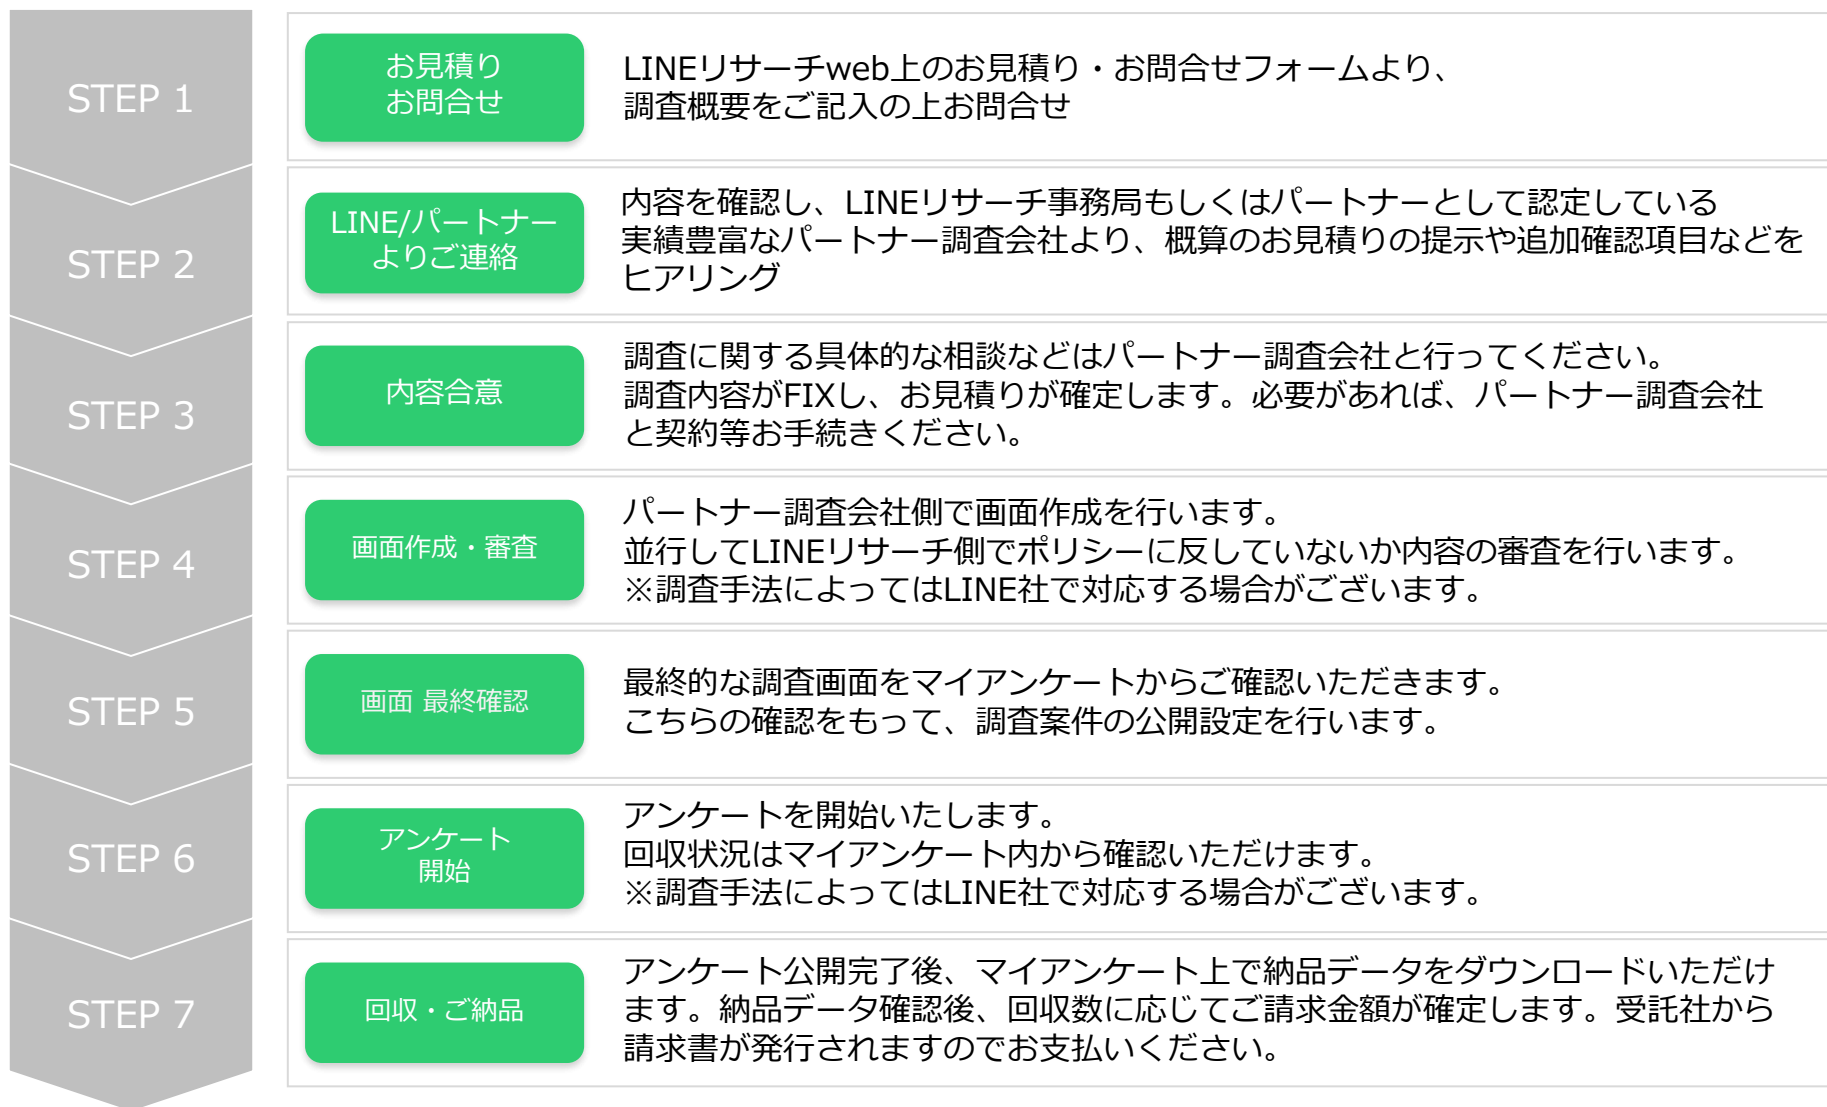 STEP 1
お見積り
お問合せ
LINEリサーチweb上のお見積り・お問合せフォームより、
調査概要をご記入の上お問合せ
STEP 2
LINE/パートナー
よりご連絡
内容を確認し、LINEリサーチ事務局もしくはパートナーとして認定している
実績豊富なパートナー調査会社より、概算のお見積りの提示や追加確認項目などを
ヒアリング
STEP 3
内容合意
調査に関する具体的な相談などはパートナー調査会社と行ってください。
調査内容がFIXし、お見積りが確定します。必要があれば、パートナー調査会社
と契約等お手続きください。
STEP 4
画面作成・審査
パートナー調査会社側で画面作成を行います。
並行してLINEリサーチ側でポリシーに反していないか内容の審査を行います。
※調査手法によってはLINE社で対応する場合がございます。
STEP 5
画面 最終確認
最終的な調査画面をマイアンケートからご確認いただきます。
こちらの確認をもって、調査案件の公開設定を行います。
STEP 6
アンケート
開始
アンケートを開始いたします。
回収状況はマイアンケート内から確認いただけます。
※調査手法によってはLINE社で対応する場合がございます。
STEP 7
回収・ご納品
アンケート公開完了後、マイアンケート上で納品データをダウンロードいただけ
ます。納品データ確認後、回収数に応じてご請求金額が確定します。受託社から
請求書が発行されますのでお支払いください。